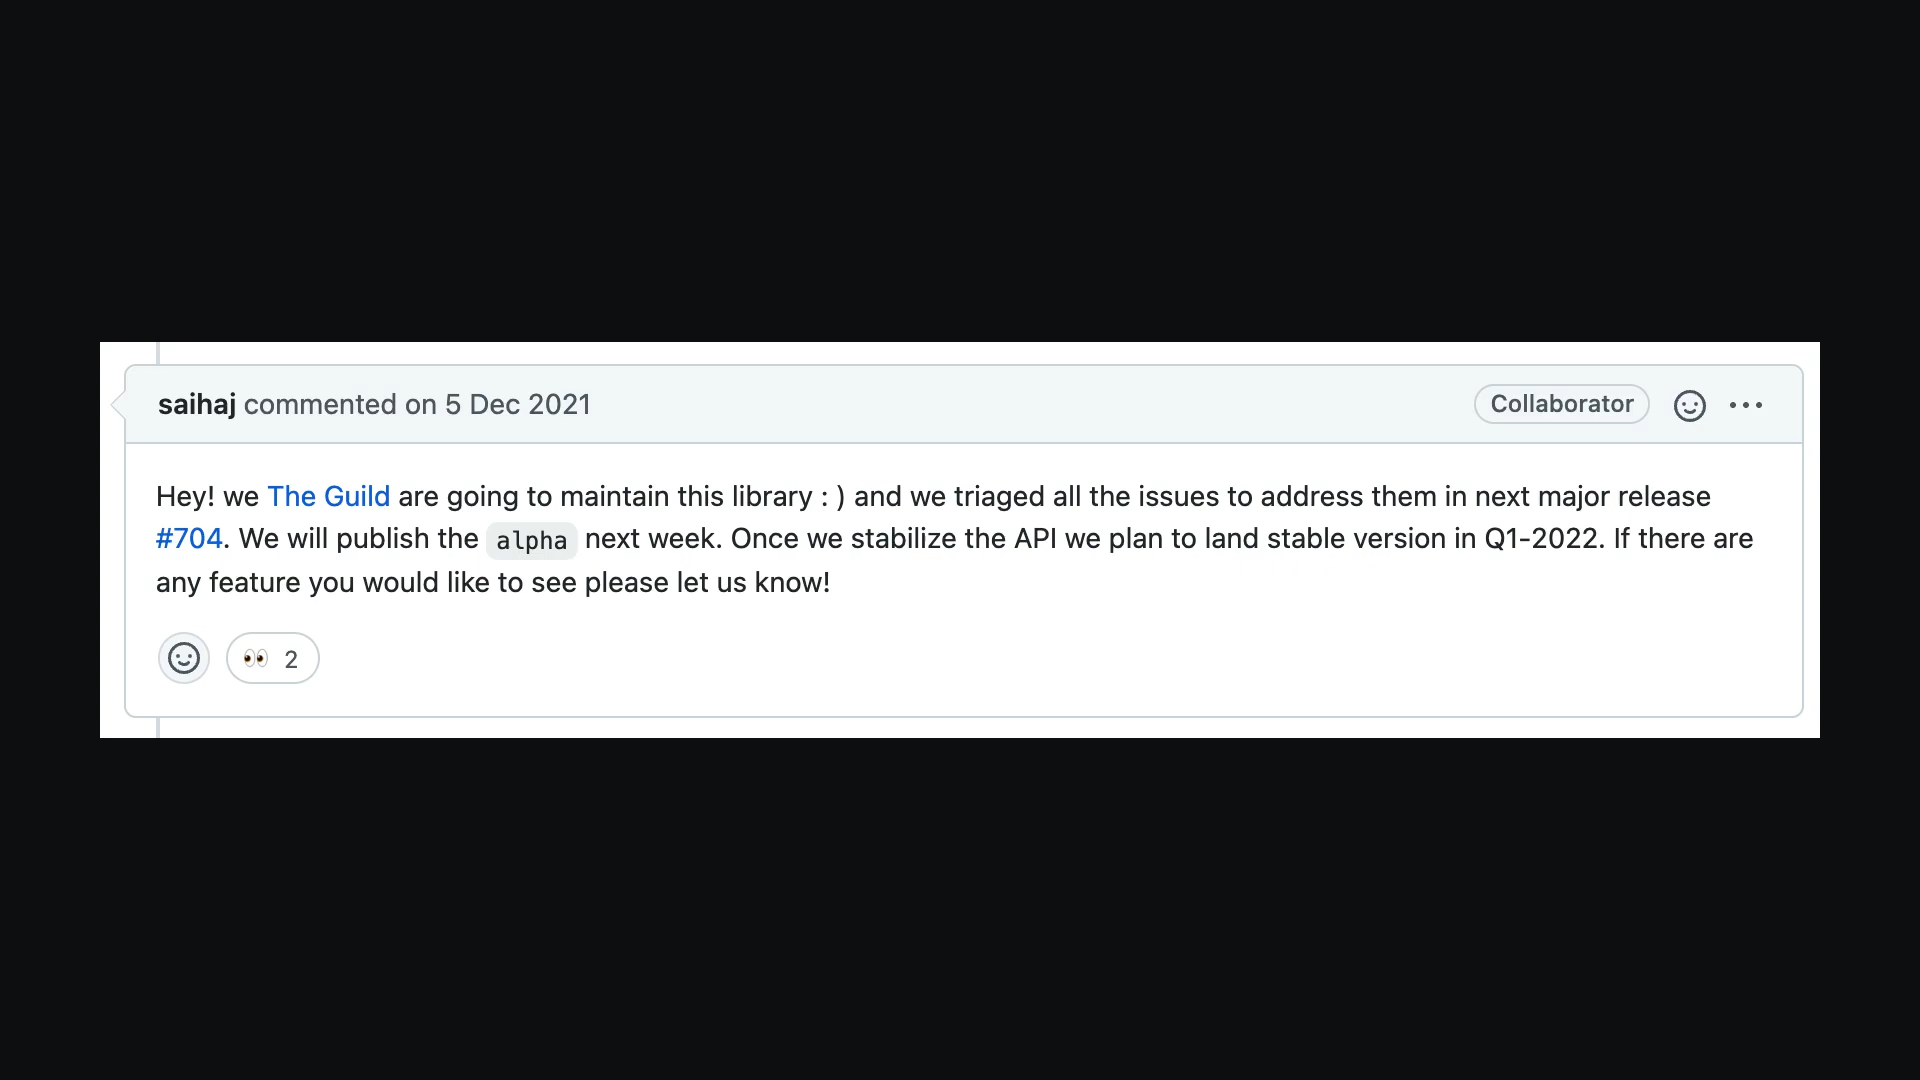 saihaj commented on 5 Dec 2021
Collaborator
Hey! we The Guild are going to maintain this library : ) and we triaged all the issues to address them in next major release
#704. We will publish the alpha next week. Once we stabilize the API we plan to land stable version in Q1-2022. If there are
any feature you would like to see please let us know!
👀 2